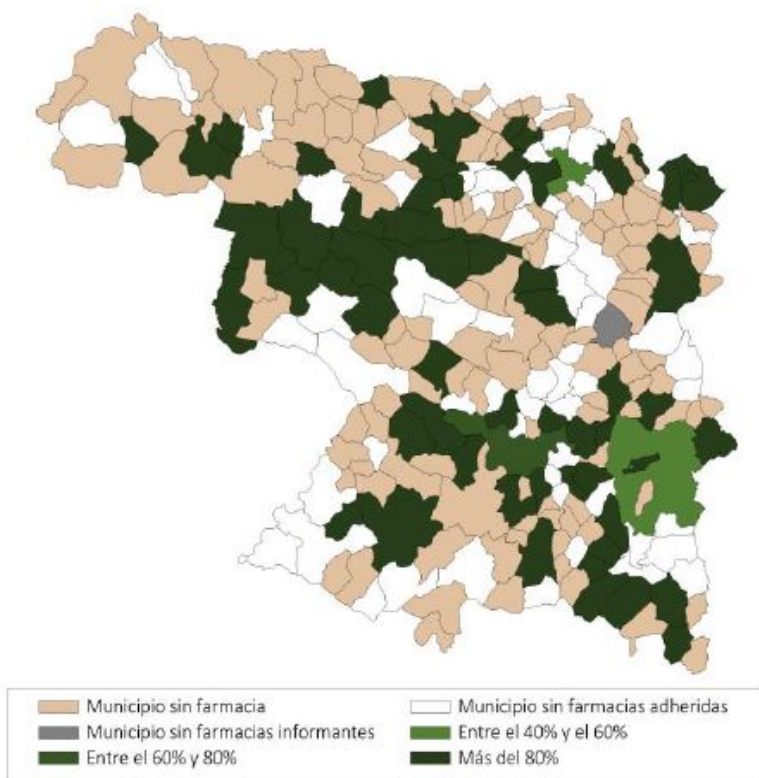 Municipio sin farmacia
Municipio sin farmacias adheridas
Municipio sin farmacias informantes
Entre el 40% y el 60%
Entre el 60% y 80%
Más del 80%